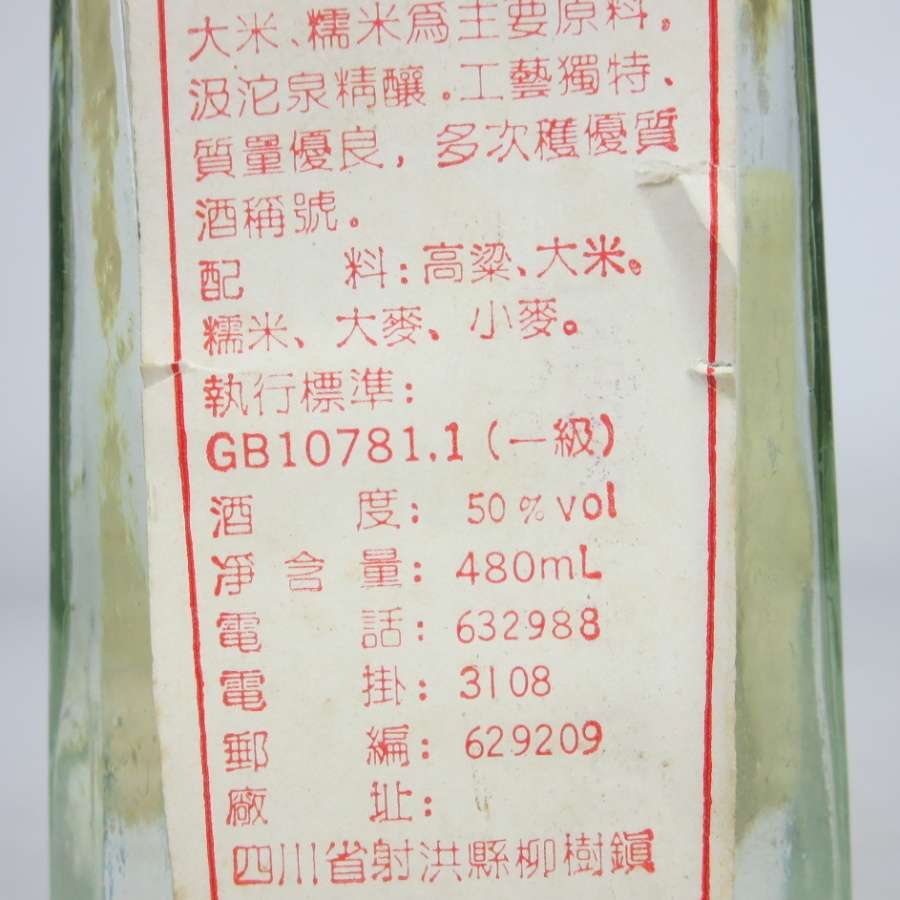 大米、糯米爲主要原料，
汲沱泉精釀。工藝獨特、
質量優良，多次穫優質
酒稱號。
配 料：高粱、大米。
糯米、大麥、小麥。
執行標準：
GB10781.1（一級）
酒 度：50％vol
凈含量：480mL
電 話：632988
電 掛：3108
郵 編：629209
廠 址：
四川省射洪縣柳樹鎮